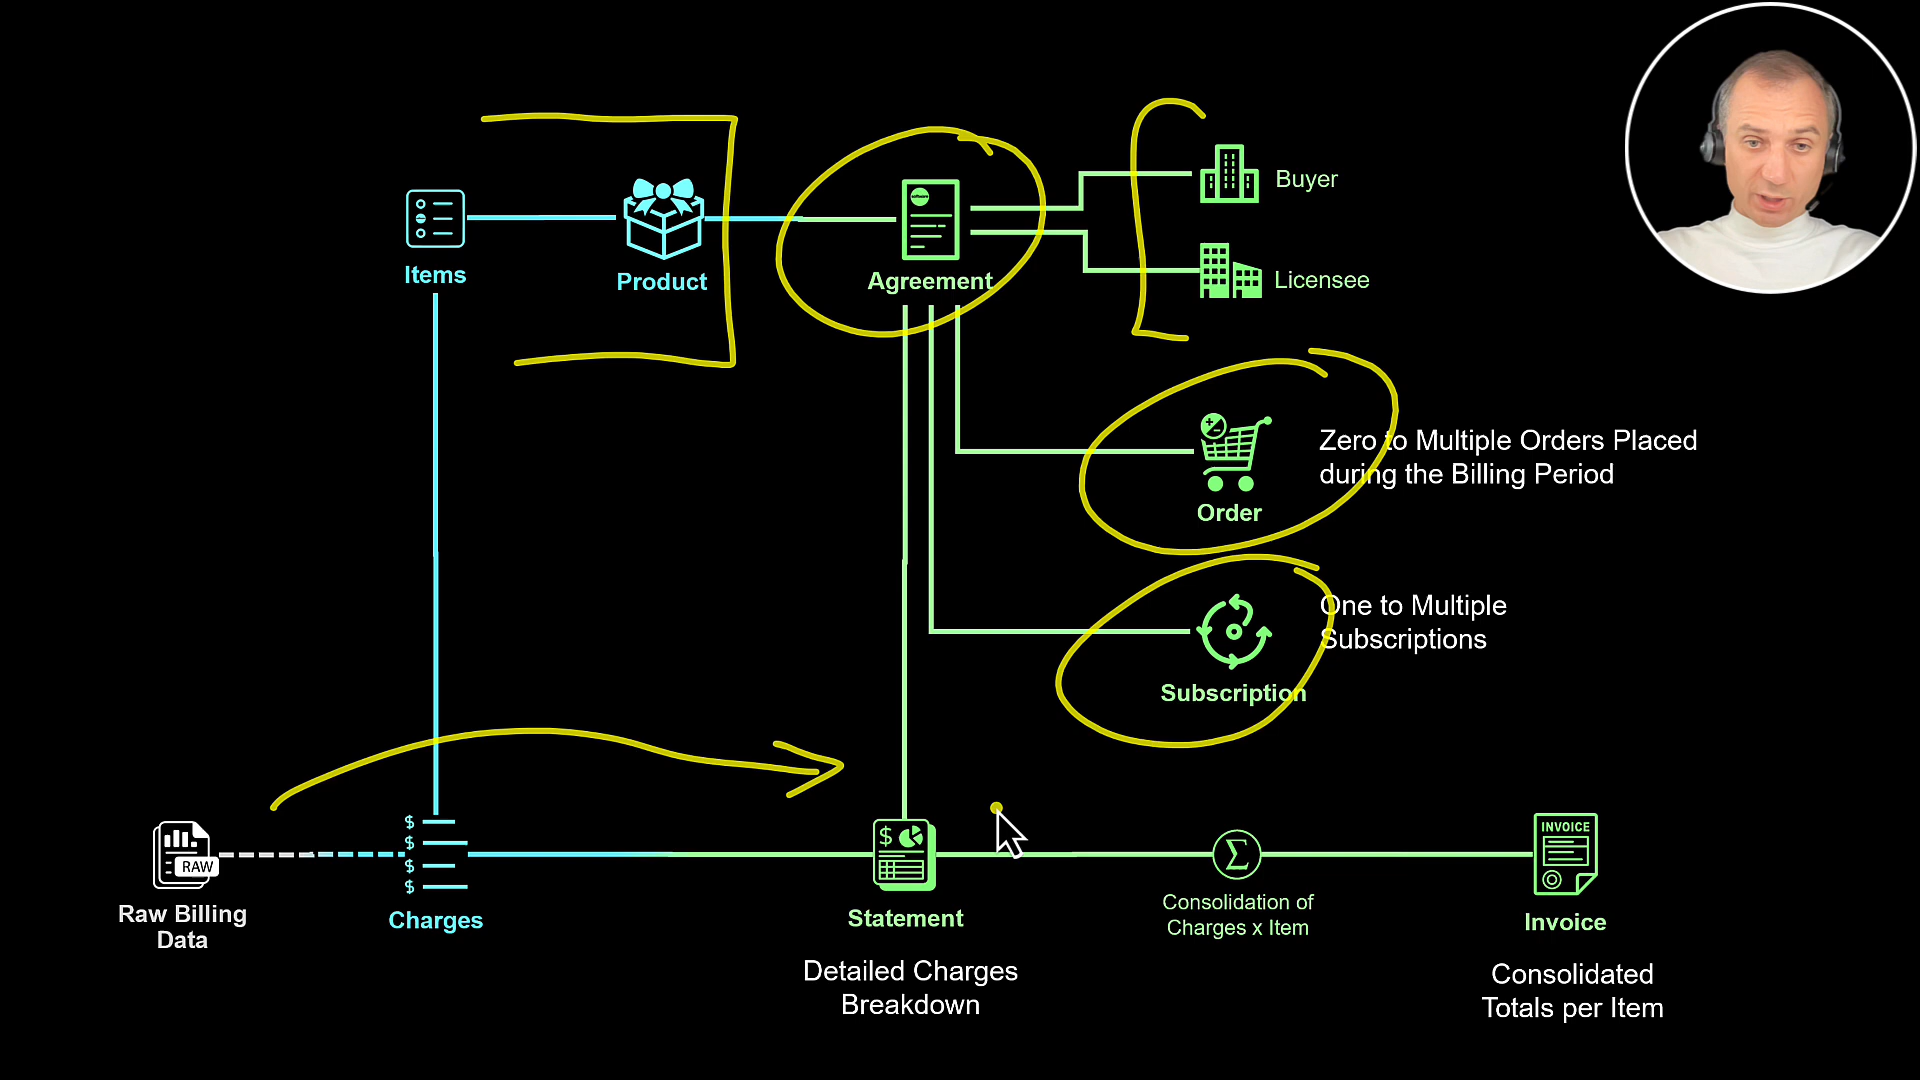 Buyer
Items
Product
Agreement
Licensee
Zero to Multiple Orders Placed
during the Billing Period
Order
One to Multiple
Subscriptions
Subscription
$
$
$
$
RAW
Raw Billing
Data
Charges
$
Statement
Detailed Charges
Breakdown
Σ
Consolidation of
Charges x Item
INVOICE
Invoice
Consolidated
Totals per Item